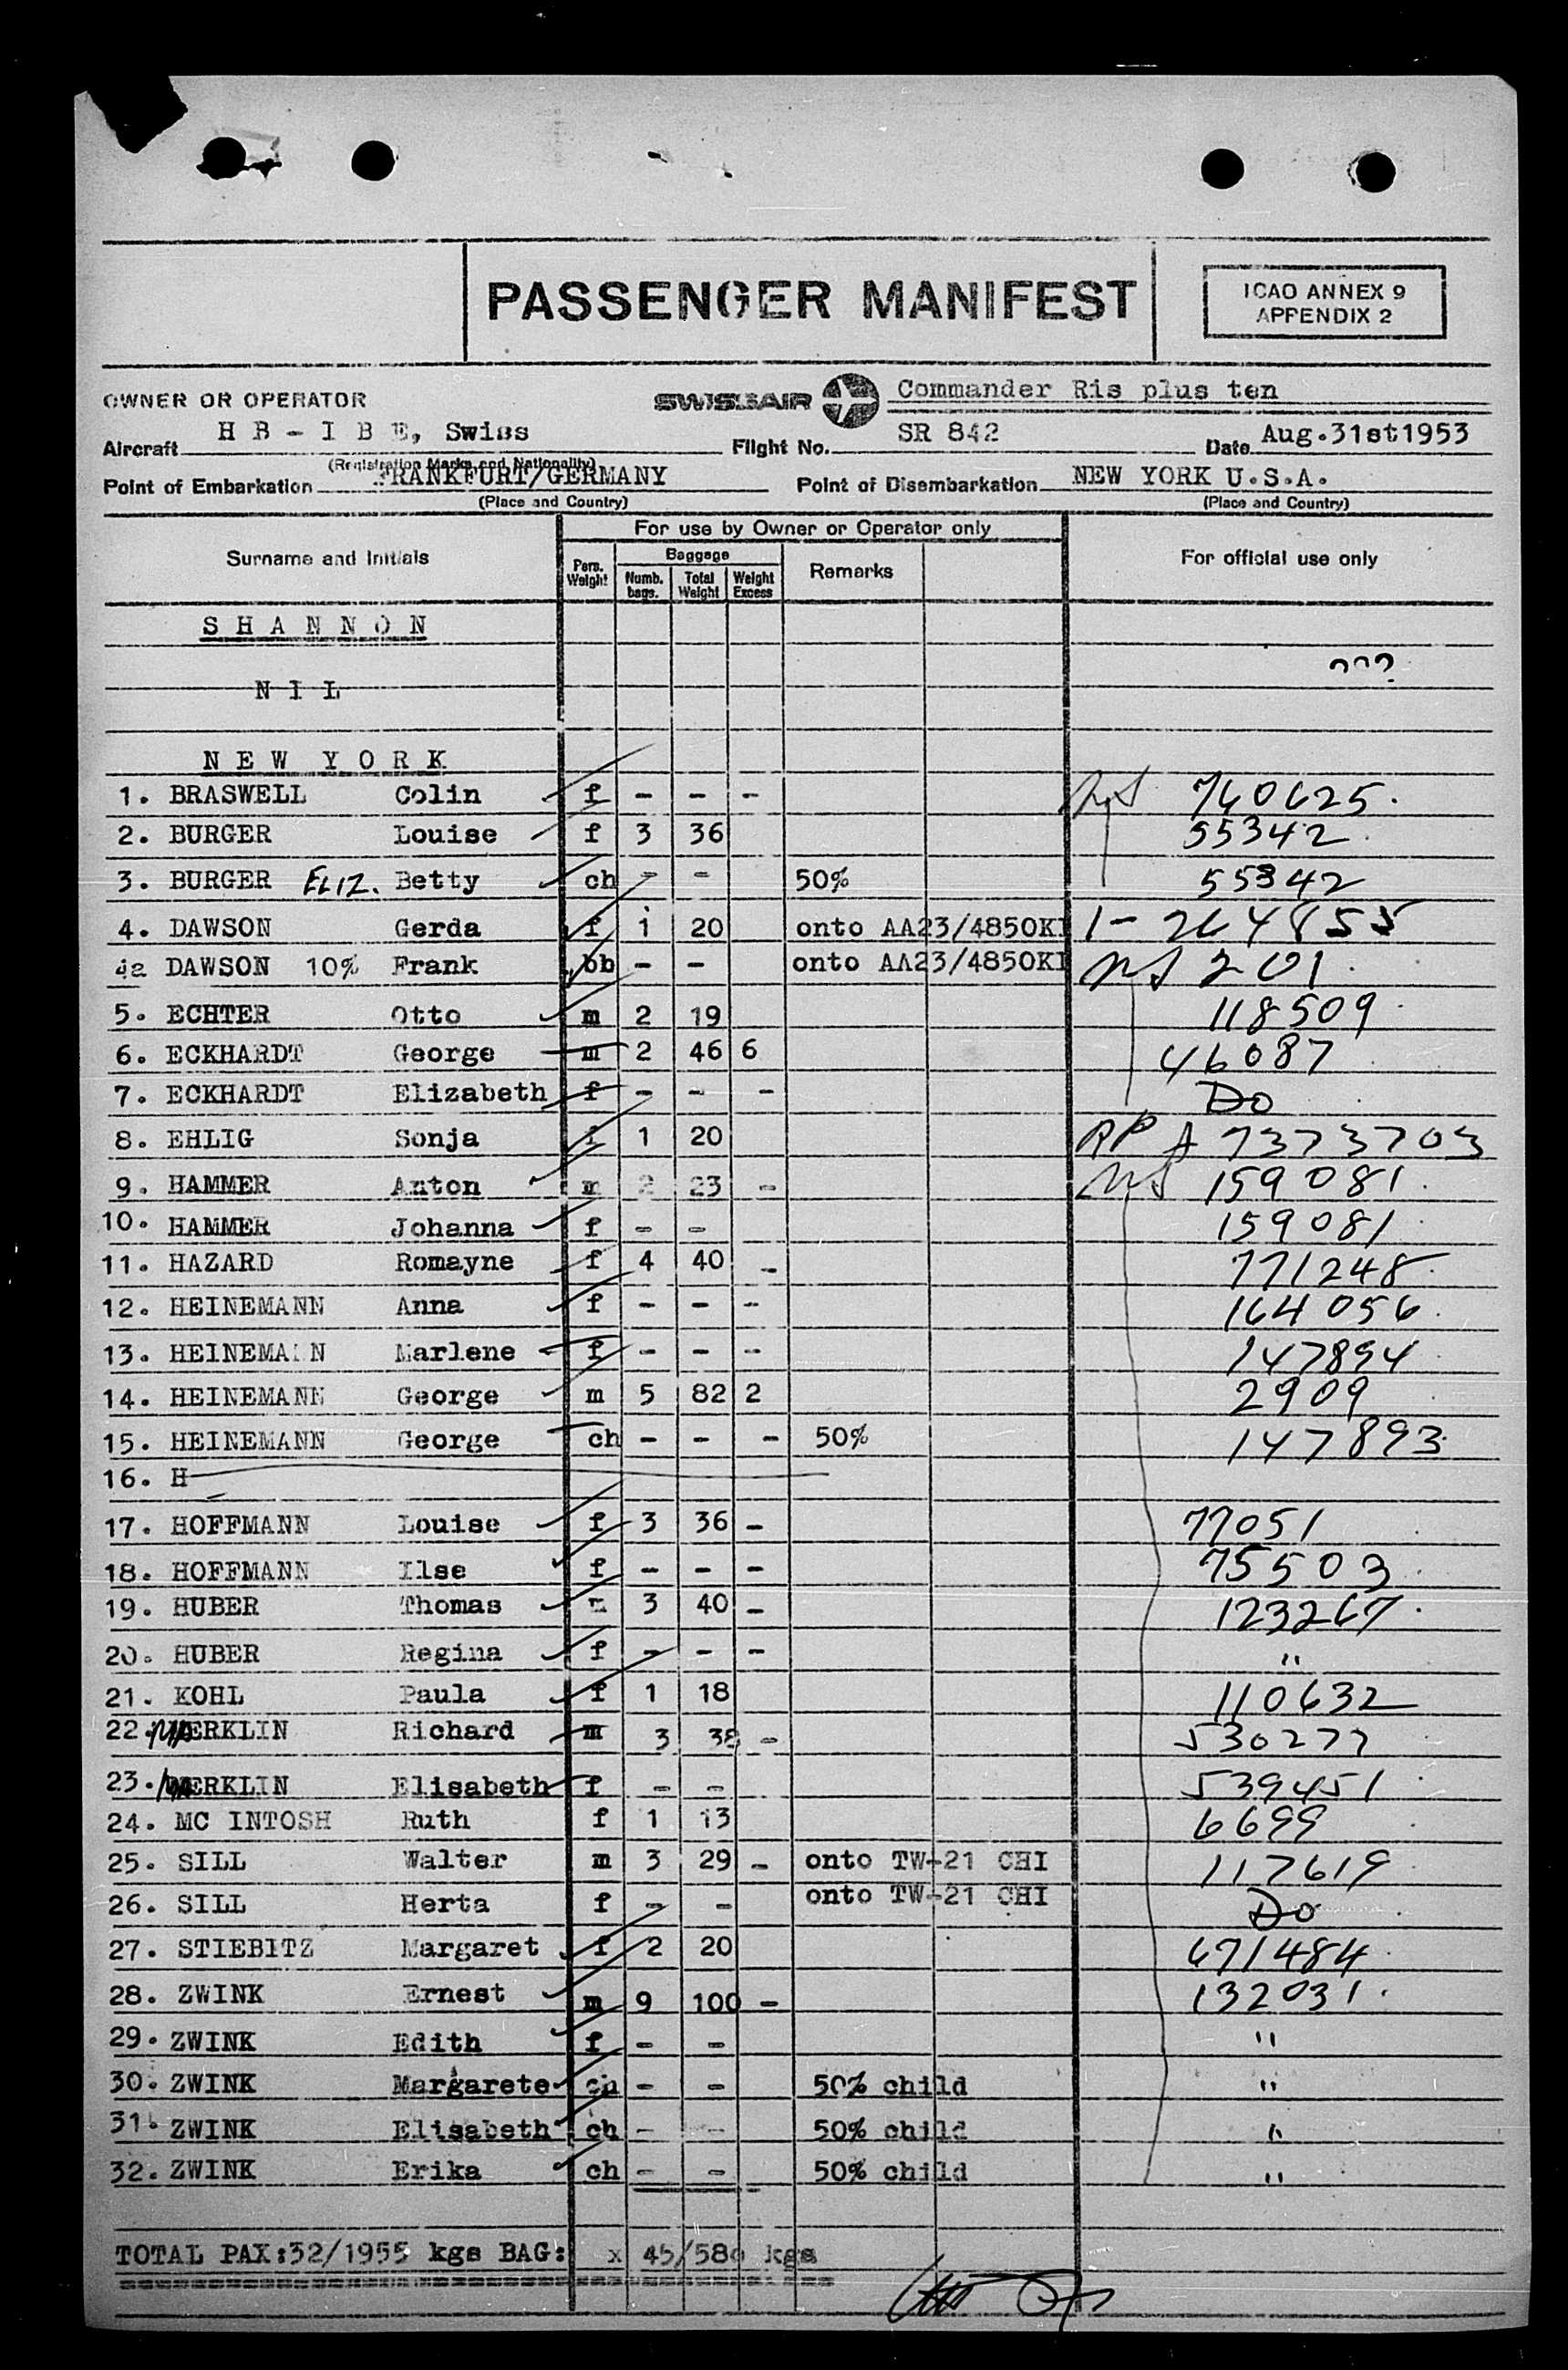 PASSENGER MANIFEST
ICAO ANNEX 9
APPENDIX 2
OWNER OR OPERATOR SWISSAIR Commander Ris plus ten
Aircraft H B - I B E, Swiss Flight No. SR 842 Date Aug.31st1953
(Registration Marks and Nationality)
Point of Embarkation FRANKFURT/GERMANY Point of Disembarkation NEW YORK U.S.A.
(Place and Country) (Place and Country)
For use by Owner or Operator only
Surname and Initials Pers. Weight Baggage Numb. bags. Total Weight Weight Excess Remarks For official use only
S H A N N O N
???
N I L
N E W Y O R K
1. BRASWELL Colin f - - - 760625
2. BURGER Louise f 3 36 55342
3. BURGER ELIZ. Betty ch - - 50% 55342
4. DAWSON Gerda f 1 20 onto AA23/4850KI 1-264855
4a DAWSON 10% Frank bb - - onto AA23/4850KI 201
5. ECHTER Otto m 2 19 118509
6. ECKHARDT George m 2 46 6 46087
7. ECKHARDT Elizabeth f - - - Do
8. EHLIG Sonja f 1 20 RP A 7373703
9. HAMMER Anton m 2 23 - 159081
10. HAMMER Johanna f - - 159081
11. HAZARD Romayne f 4 40 - 771248
12. HEINEMANN Anna f - - - 164056
13. HEINEMANN Marlene f - - - 147894
14. HEINEMANN George m 5 82 2 2909
15. HEINEMANN George ch - - - 50% 147893
16. H
17. HOFFMANN Louise f 3 36 - 77051
18. HOFFMANN Ilse f - - - 75503
19. HUBER Thomas m 3 40 - 123267
20. HUBER Regina f - - - "
21. KOHL Paula f 1 18 110632
22. MERKLIN Richard m 3 38 - 530277
23. MERKLIN Elisabeth f - - 539451
24. MC INTOSH Ruth f 1 13 6699
25. SILL Walter m 3 29 - onto TW-21 CHI 117619
26. SILL Herta f - - onto TW-21 CHI Do
27. STIEBITZ Margaret f 2 20 671484
28. ZWINK Ernest m 9 100 - 132031
29. ZWINK Edith f - - "
30. ZWINK Margarete ch - - 50% child "
31. ZWINK Elisabeth ch - - 50% child "
32. ZWINK Erika ch - - 50% child "
TOTAL PAX:32/1955 kgs BAG: x 45/580 kgs